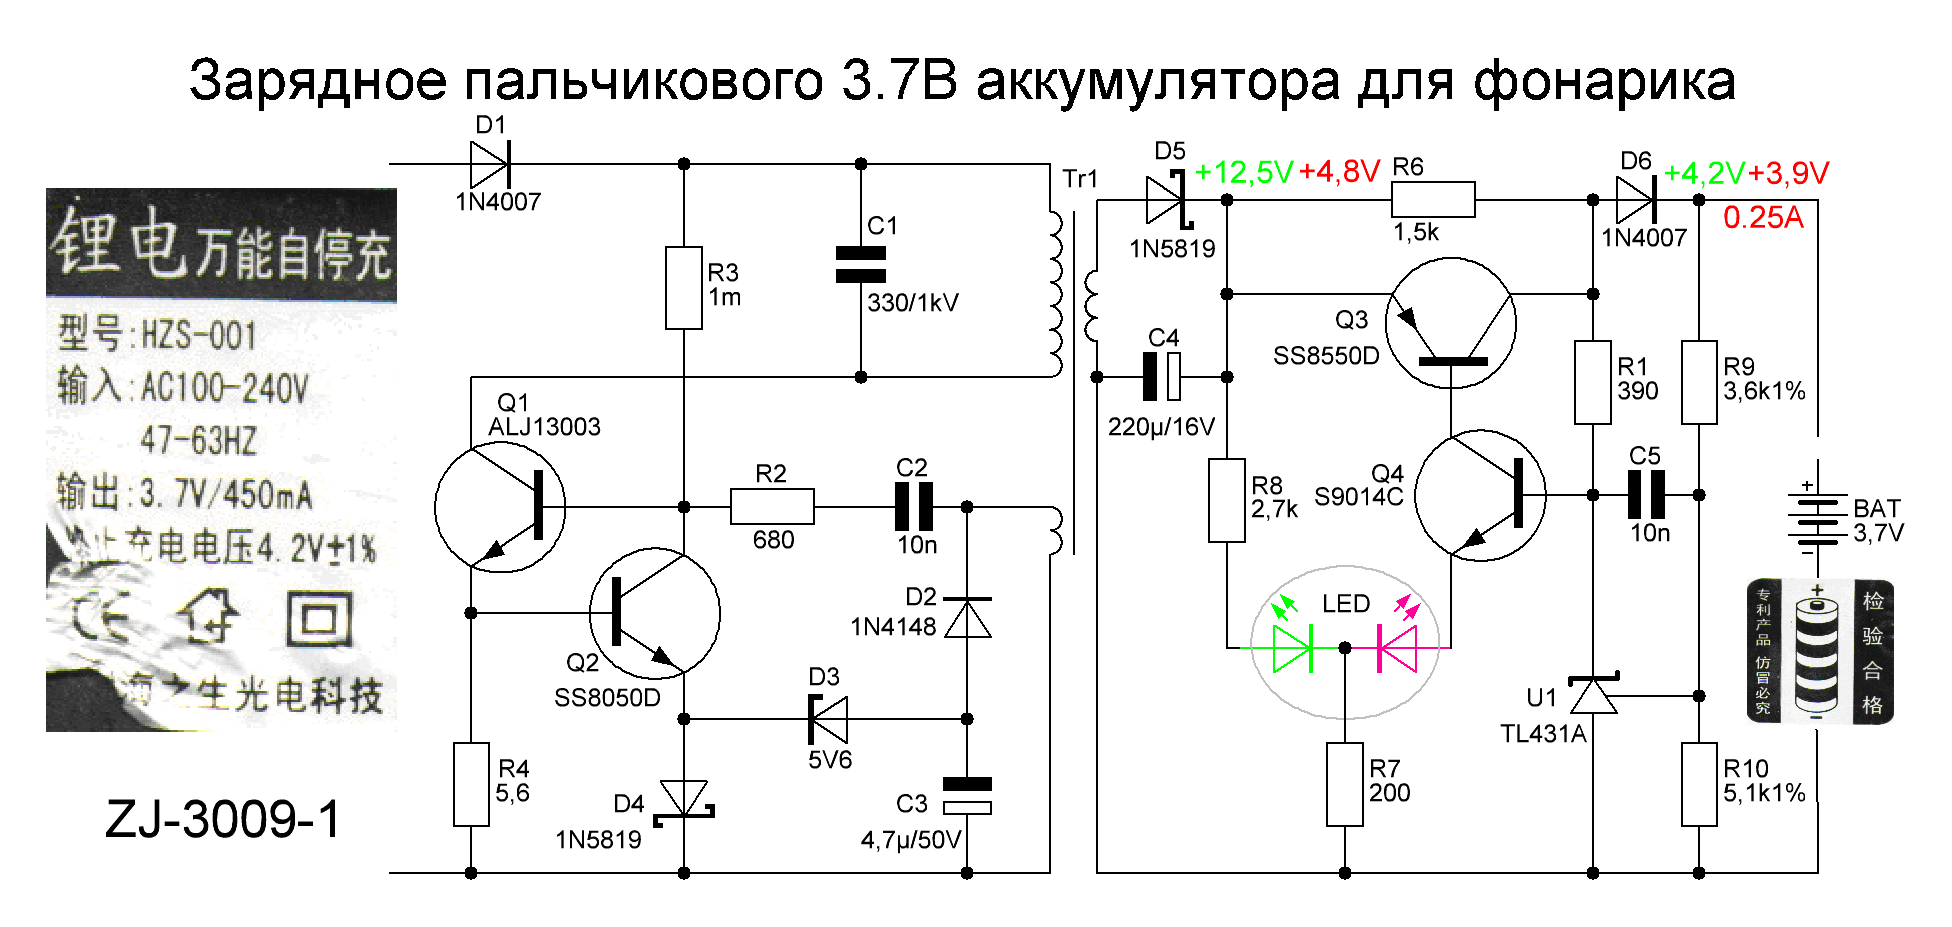 Зарядное пальчикового 3.7В аккумулятора для фонарика
锂电万能自停充
型号:HZS-001
输入:AC100-240V
47-63HZ
输出:3.7V/450mA
止充电电压4.2V±1%
CE
海之生光电科技
ZJ-3009-1
D1
1N4007
R3
1m
C1
330/1kV
Tr1
Q1
ALJ13003
R2
680
C2
10n
D2
1N4148
Q2
SS8050D
D3
5V6
R4
5,6
D4
1N5819
C3
4,7µ/50V
D5
1N5819
+12,5V +4,8V
R6
1,5k
D6
1N4007
+4,2V +3,9V
0.25A
Q3
SS8550D
C4
220µ/16V
R1
390
R9
3,6k1%
R8
2,7k
Q4
S9014C
C5
10n
+
BAT
3,7V
–
LED
U1
TL431A
R7
200
R10
5,1k1%
专利产品 仿冒必究
+
–
检验合格